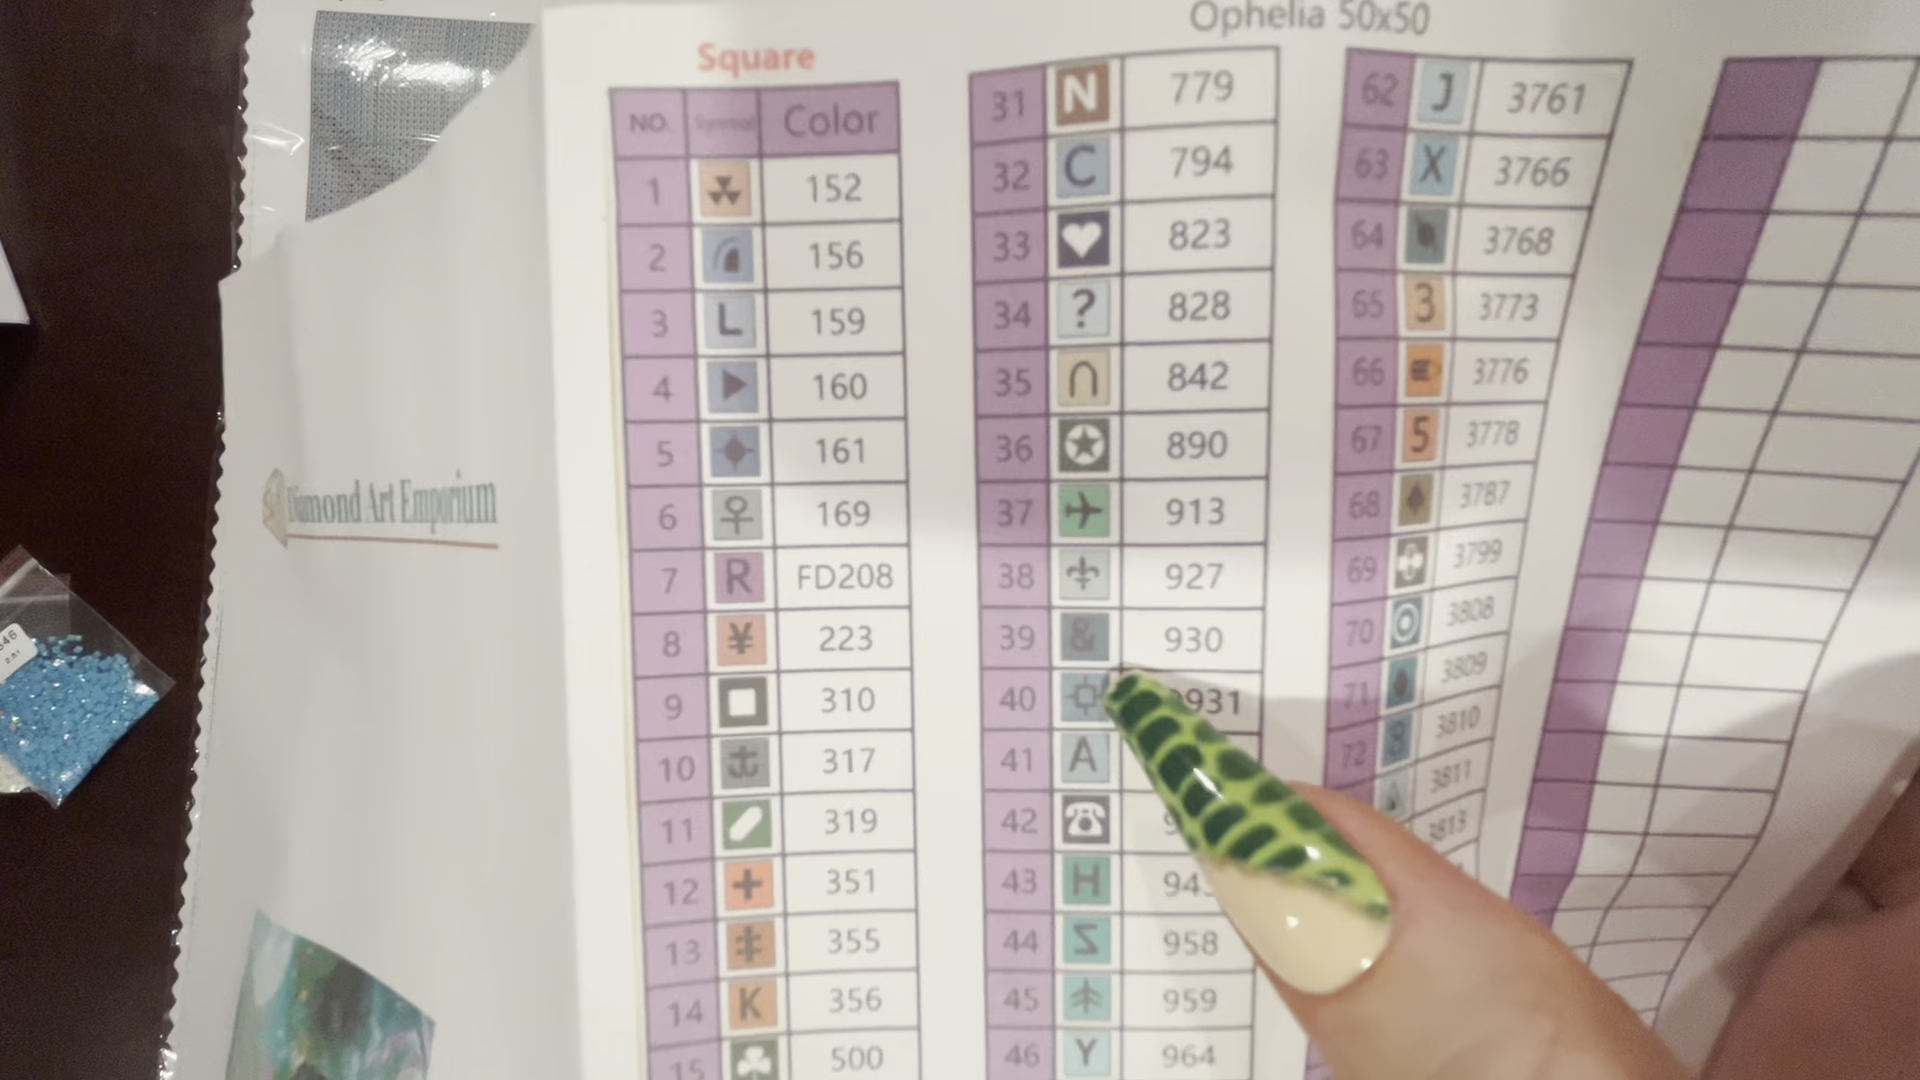 Ophelia 50x50
Square
NO. Symbol Color
1 152
2 156
3 L 159
4 160
5 161
6 ♀ 169
7 R FD208
8 ¥ 223
9 310
10 317
11 319
12 + 351
13 355
14 K 356
15 500
31 N 779
32 C 794
33 823
34 ? 828
35 ∩ 842
36 890
37 913
38 927
39 & 930
40 931
41 A
42
43 H
44 Z 958
45 959
46 Y 964
62 J 3761
63 X 3766
64 3768
65 3 3773
66 3776
67 5 3778
68 3787
69 3799
70 3808
71 3809
72 8 3810
3811
3813
Diamond Art Emporium